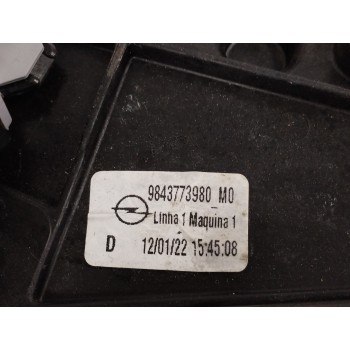 9843773980 M0
Linha 1 Maquina 1
D 12/01/22 15:45:08